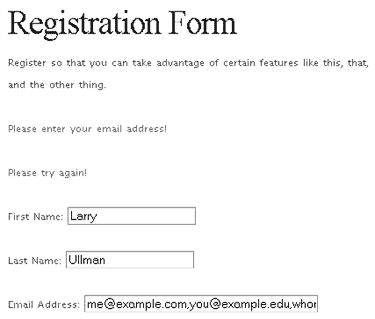 Registration Form
Register so that you can take advantage of certain features like this, that,
and the other thing.
Please enter your email address!
Please try again!
First Name: Larry
Last Name: Ullman
Email Address: me@example.com,you@example.edu,whor